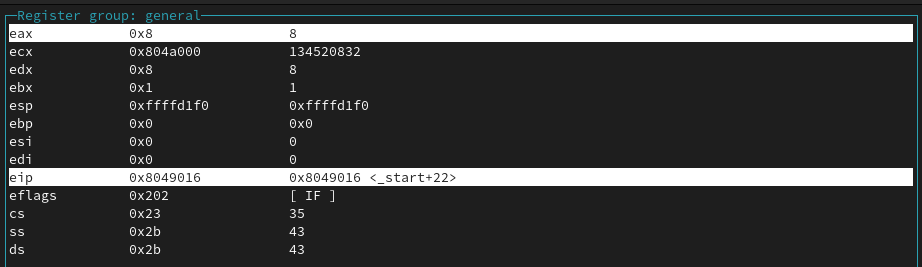 Register group: general
eax 0x8 8
ecx 0x804a000 134520832
edx 0x8 8
ebx 0x1 1
esp 0xffffd1f0 0xffffd1f0
ebp 0x0 0x0
esi 0x0 0
edi 0x0 0
eip 0x8049016 0x8049016 <_start+22>
eflags 0x202 [ IF ]
cs 0x23 35
ss 0x2b 43
ds 0x2b 43